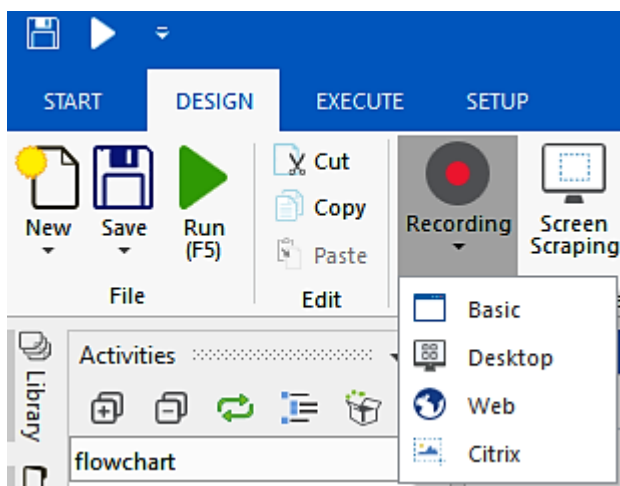 START DESIGN EXECUTE SETUP
New Save Run (F5)
Cut
Copy
Paste
Recording Screen Scraping
File Edit
Basic
Desktop
Web
Citrix
Library
Activities
flowchart